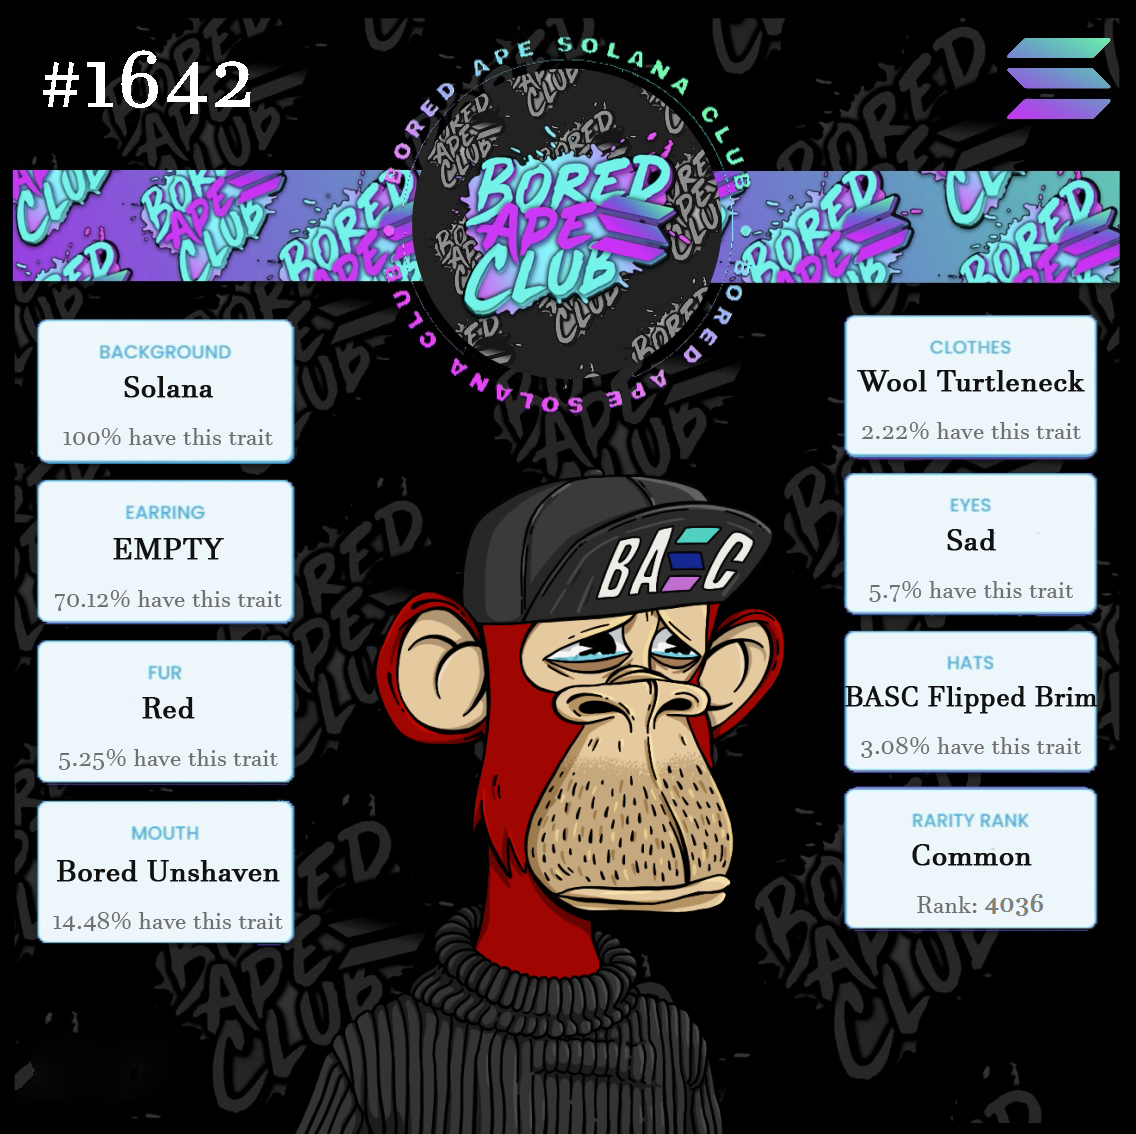 #1642
BORED APE SOLANA CLUB
BORED APE SOLANA CLUB
BORED
APE
CLUB
BACKGROUND
Solana
100% have this trait
EARRING
EMPTY
70.12% have this trait
FUR
Red
5.25% have this trait
MOUTH
Bored Unshaven
14.48% have this trait
CLOTHES
Wool Turtleneck
2.22% have this trait
EYES
Sad
5.7% have this trait
HATS
BASC Flipped Brim
3.08% have this trait
RARITY RANK
Common
Rank: 4036
BASC